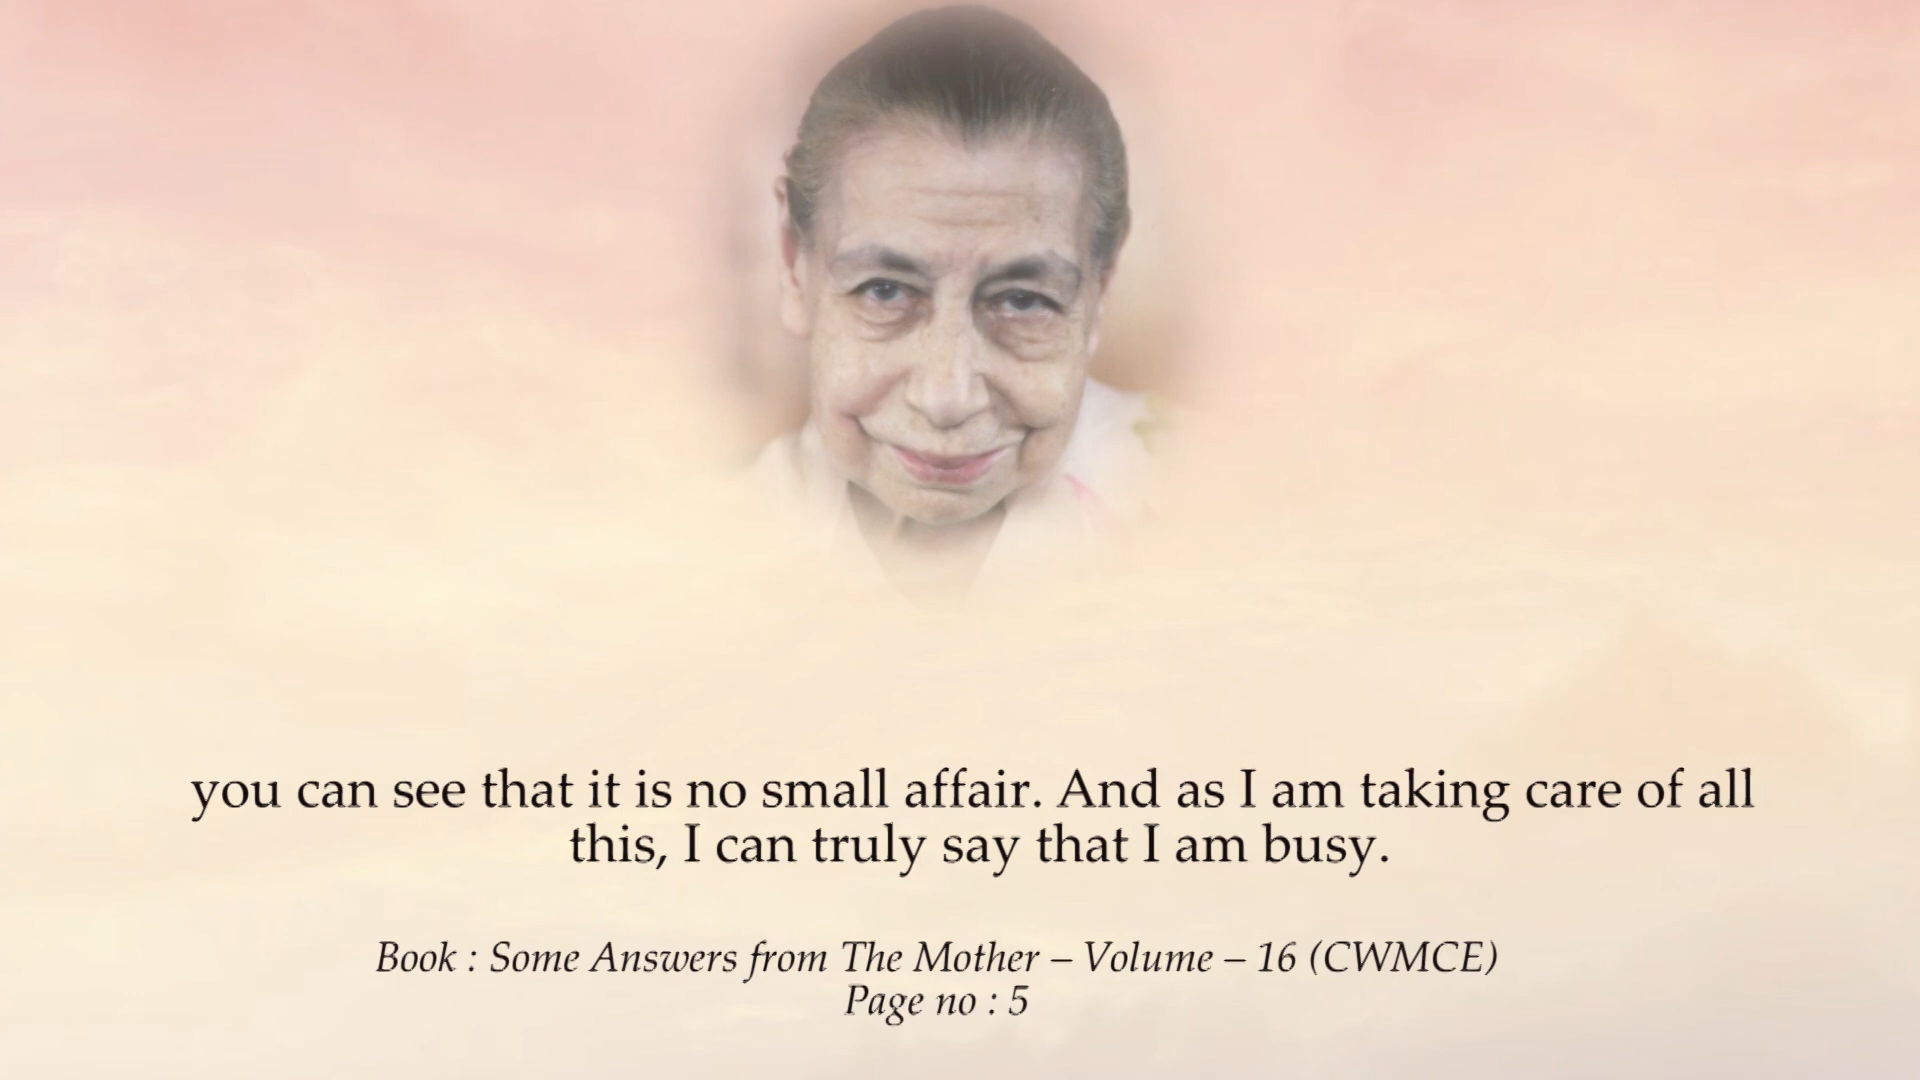 you can see that it is no small affair. And as I am taking care of all
this, I can truly say that I am busy.
Book : Some Answers from The Mother – Volume – 16 (CWMCE)
Page no : 5